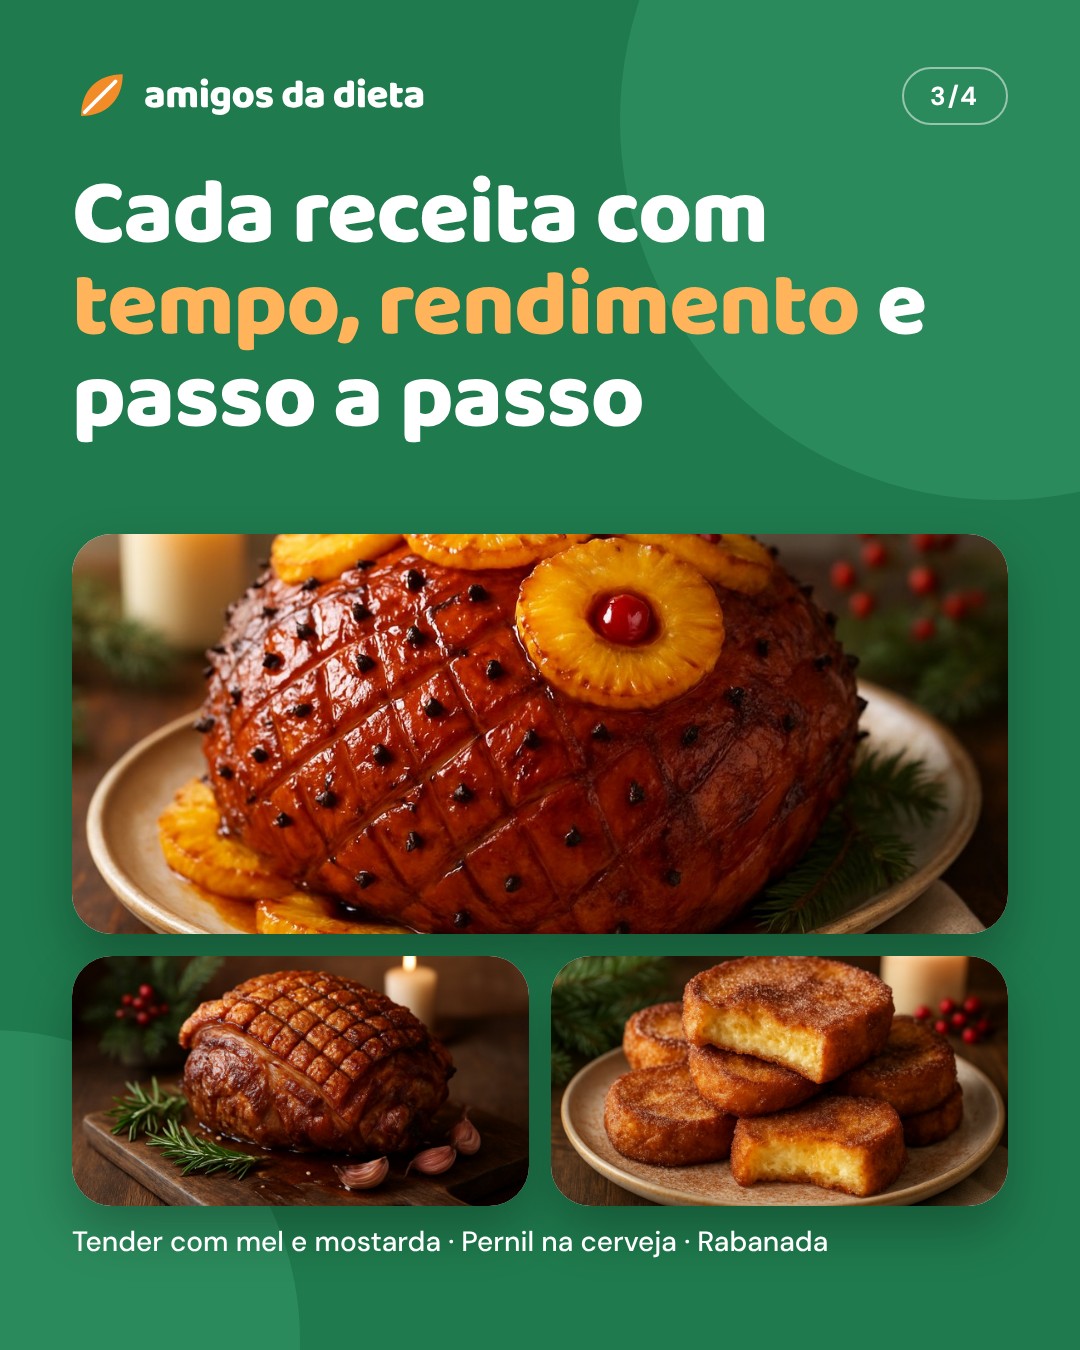 amigos da dieta
3/4
Cada receita com
tempo, rendimento e
passo a passo
Tender com mel e mostarda · Pernil na cerveja · Rabanada